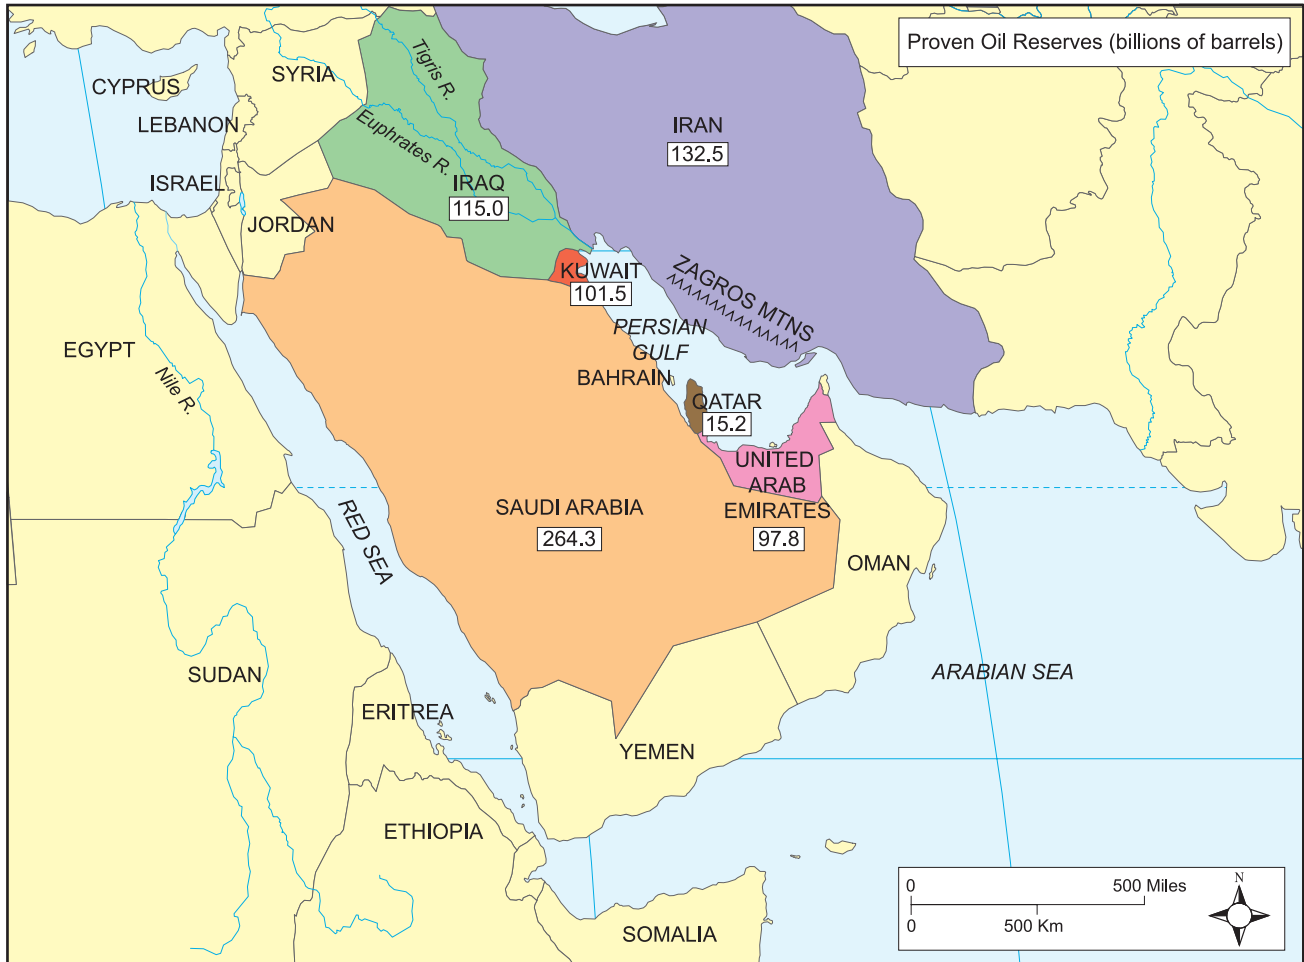 Proven Oil Reserves (billions of barrels)
CYPRUS
SYRIA
Tigris R.
LEBANON
Euphrates R.
IRAN
132.5
ISRAEL
IRAQ
115.0
JORDAN
KUWAIT
101.5
ZAGROS MTNS
PERSIAN
GULF
BAHRAIN
EGYPT
Nile R.
QATAR
15.2
UNITED
ARAB
EMIRATES
97.8
SAUDI ARABIA
264.3
RED SEA
OMAN
SUDAN
ARABIAN SEA
ERITREA
YEMEN
ETHIOPIA
SOMALIA
0 500 Miles
0 500 Km
N